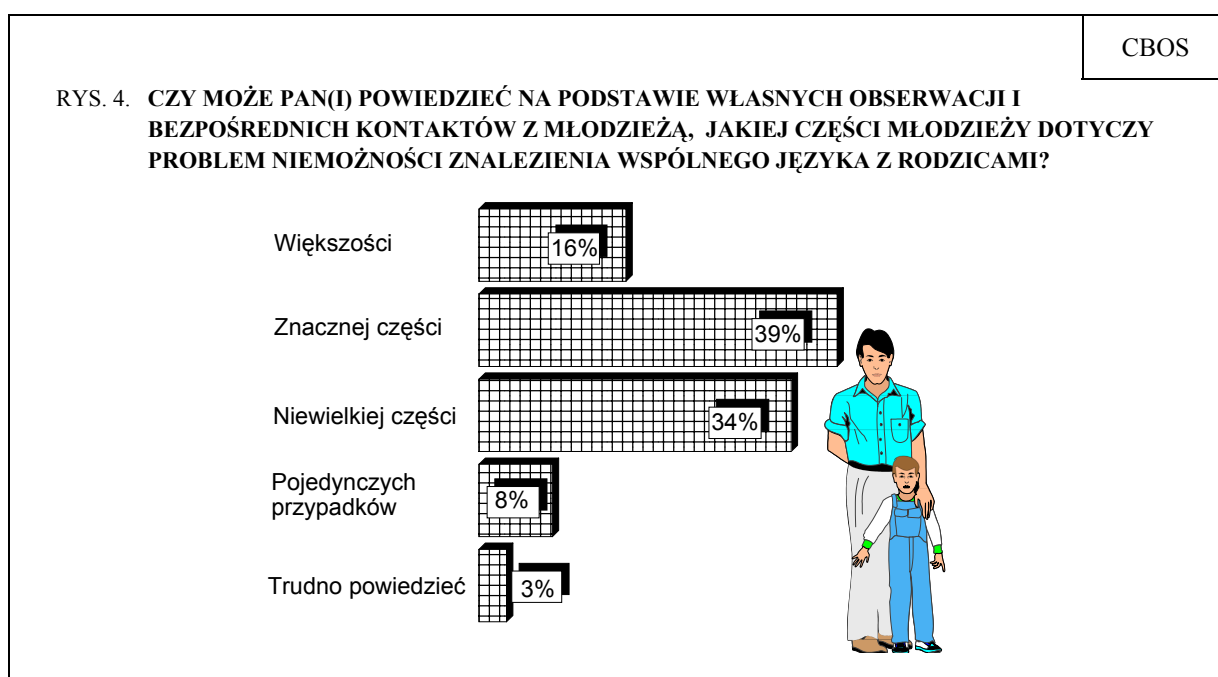 CBOS
RYS. 4. CZY MOŻE PAN(I) POWIEDZIEĆ NA PODSTAWIE WŁASNYCH OBSERWACJI I
BEZPOŚREDNICH KONTAKTÓW Z MŁODZIEŻĄ, JAKIEJ CZĘŚCI MŁODZIEŻY DOTYCZY
PROBLEM NIEMOŻNOŚCI ZNALEZIENIA WSPÓLNEGO JĘZYKA Z RODZICAMI?
Większości 16%
Znacznej części 39%
Niewielkiej części 34%
Pojedynczych
przypadków 8%
Trudno powiedzieć 3%